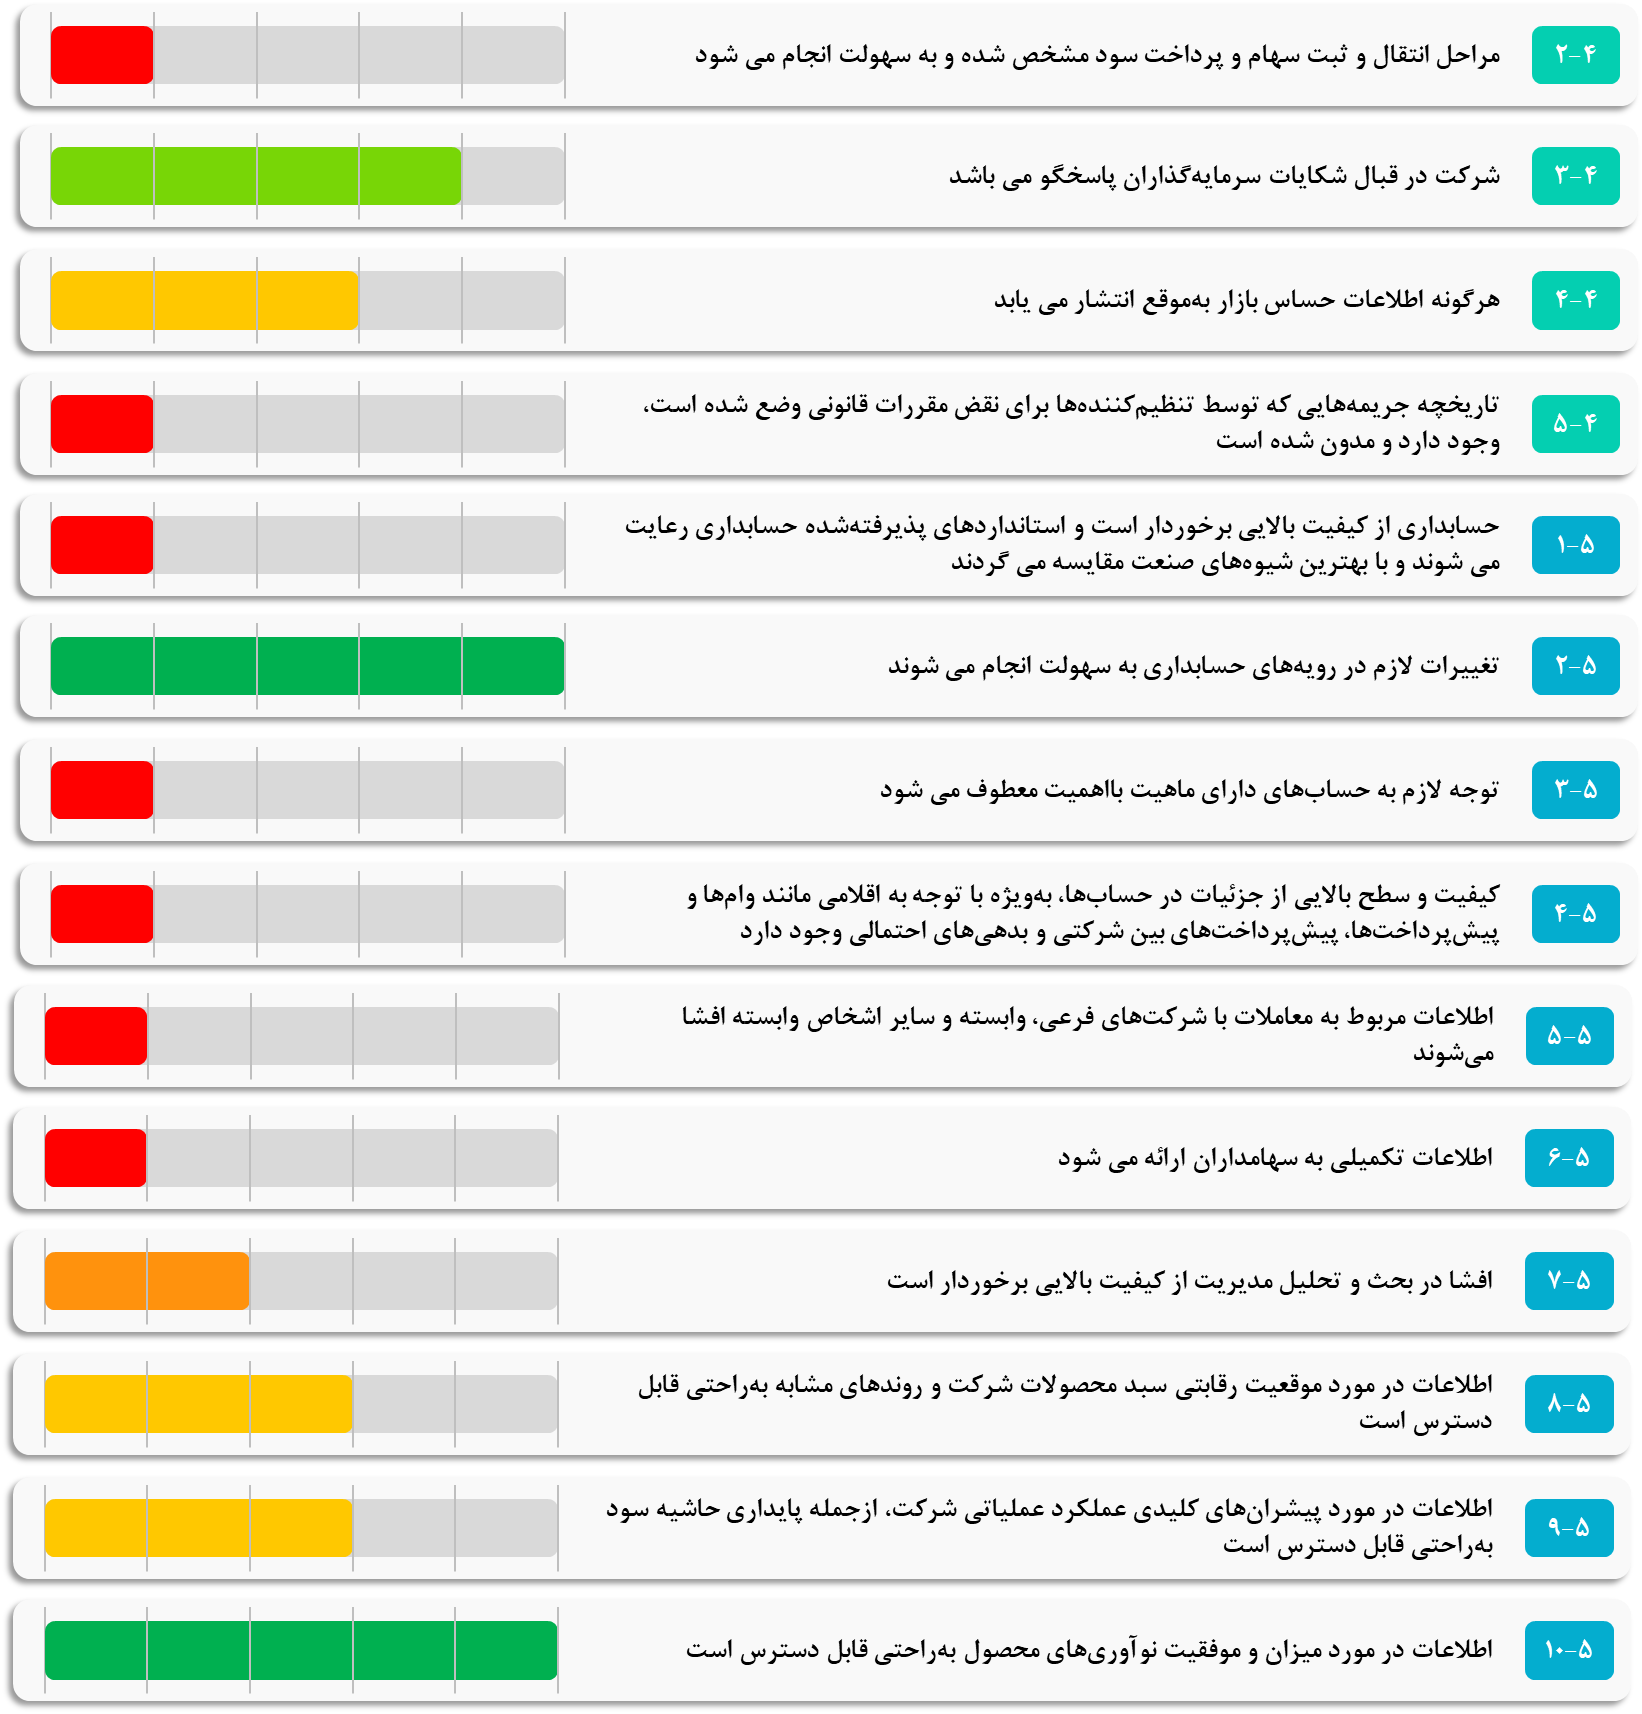 ۲-۴
مراحل انتقال و ثبت سهام و پرداخت سود مشخص شده و به سهولت انجام می شود
۳-۴
شرکت در قبال شکایات سرمایه‌گذاران پاسخگو می باشد
۴-۴
هرگونه اطلاعات حساس بازار به‌موقع انتشار می یابد
۵-۴
تاریخچه جریمه‌هایی که توسط تنظیم‌کننده‌ها برای نقض مقررات قانونی وضع شده است،
وجود دارد و مدون شده است
۱-۵
حسابداری از کیفیت بالایی برخوردار است و استانداردهای پذیرفته‌شده حسابداری رعایت
می شوند و با بهترین شیوه‌های صنعت مقایسه می گردند
۲-۵
تغییرات لازم در رویه‌های حسابداری به سهولت انجام می شوند
۳-۵
توجه لازم به حساب‌های دارای ماهیت بااهمیت معطوف می شود
۴-۵
کیفیت و سطح بالایی از جزئیات در حساب‌ها، به‌ویژه با توجه به اقلامی مانند وام‌ها و
پیش‌پرداخت‌ها، پیش‌پرداخت‌های بین شرکتی و بدهی‌های احتمالی وجود دارد
۵-۵
اطلاعات مربوط به معاملات با شرکت‌های فرعی، وابسته و سایر اشخاص وابسته افشا
می‌شوند
۶-۵
اطلاعات تکمیلی به سهامداران ارائه می شود
۷-۵
افشا در بحث و تحلیل مدیریت از کیفیت بالایی برخوردار است
۸-۵
اطلاعات در مورد موقعیت رقابتی سبد محصولات شرکت و روندهای مشابه به‌راحتی قابل
دسترس است
۹-۵
اطلاعات در مورد پیشران‌های کلیدی عملکرد عملیاتی شرکت، ازجمله پایداری حاشیه سود
به‌راحتی قابل دسترس است
۱۰-۵
اطلاعات در مورد میزان و موفقیت نوآوری‌های محصول به‌راحتی قابل دسترس است